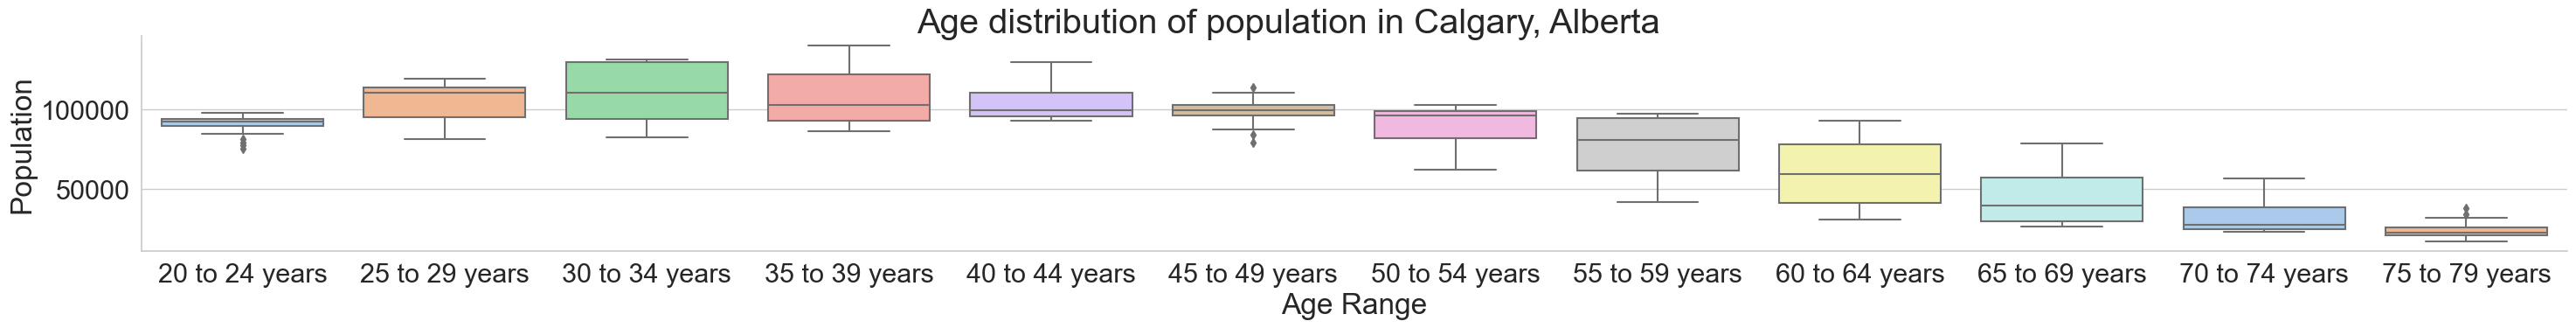 Age distribution of population in Calgary, Alberta
Population
100000
50000
20 to 24 years 25 to 29 years 30 to 34 years 35 to 39 years 40 to 44 years 45 to 49 years 50 to 54 years 55 to 59 years 60 to 64 years 65 to 69 years 70 to 74 years 75 to 79 years
Age Range